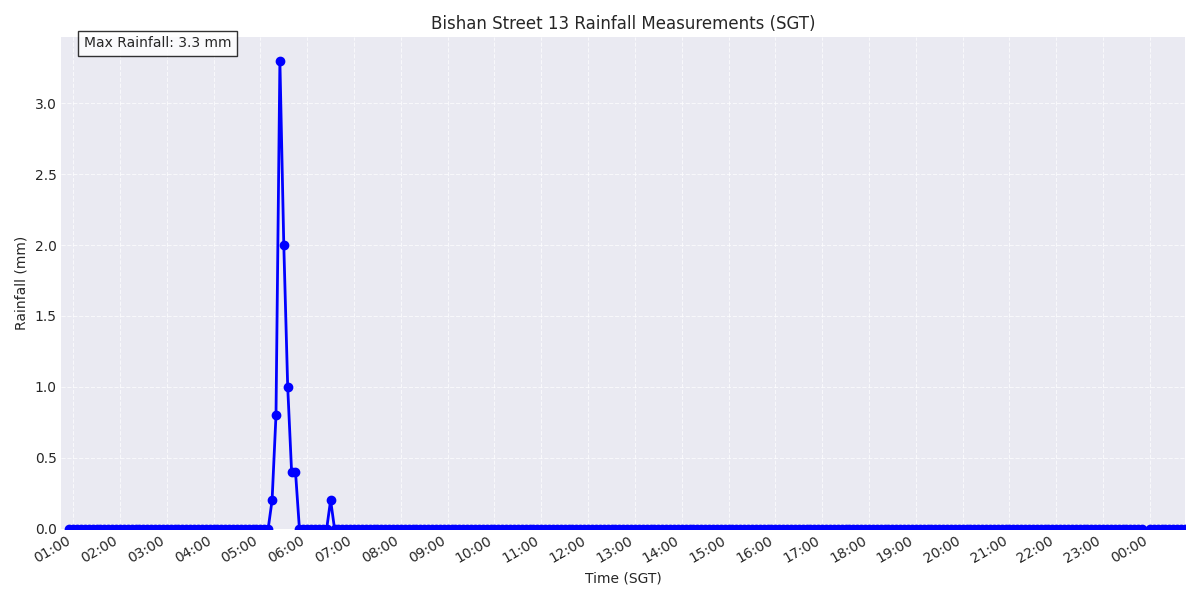 Bishan Street 13 Rainfall Measurements (SGT)
Max Rainfall: 3.3 mm
Rainfall (mm)
3.0
2.5
2.0
1.5
1.0
0.5
0.0
01:00 02:00 03:00 04:00 05:00 06:00 07:00 08:00 09:00 10:00 11:00 12:00 13:00 14:00 15:00 16:00 17:00 18:00 19:00 20:00 21:00 22:00 23:00 00:00
Time (SGT)